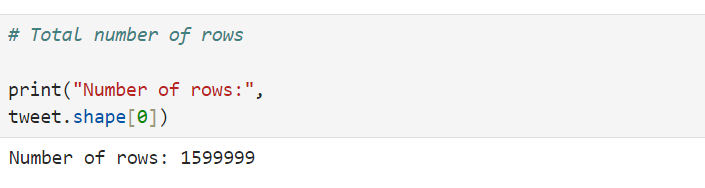 # Total number of rows
print("Number of rows:",
tweet.shape[0])
Number of rows: 1599999